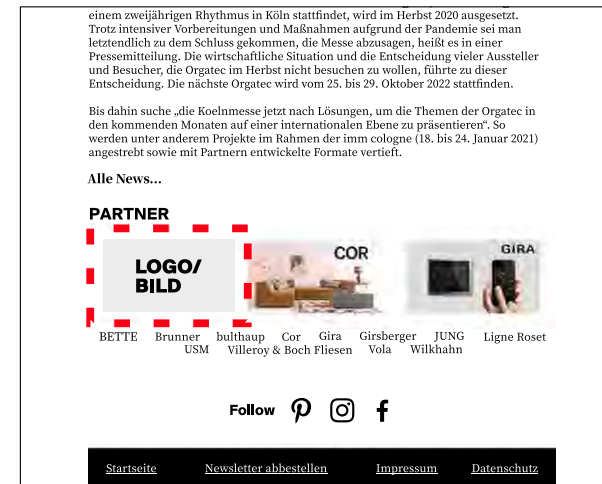 einem zweijährigen Rhythmus in Köln stattfindet, wird im Herbst 2020 ausgesetzt.
Trotz intensiver Vorbereitungen und Maßnahmen aufgrund der Pandemie sei man
letztendlich zu dem Schluss gekommen, die Messe abzusagen, heißt es in einer
Pressemitteilung. Die wirtschaftliche Situation und die Entscheidung vieler Aussteller
und Besucher, die Orgatec im Herbst nicht besuchen zu wollen, führte zu dieser
Entscheidung. Die nächste Orgatec wird vom 25. bis 29. Oktober 2022 stattfinden.
Bis dahin suche „die Koelnmesse jetzt nach Lösungen, um die Themen der Orgatec in
den kommenden Monaten auf einer internationalen Ebene zu präsentieren“. So
werden unter anderem Projekte im Rahmen der imm cologne (18. bis 24. Januar 2021)
angestrebt sowie mit Partnern entwickelte Formate vertieft.
Alle News...
PARTNER
LOGO/
BILD
COR
GIRA
BETTE Brunner bulthaup Cor Gira Girsberger JUNG Ligne Roset
USM Villeroy & Boch Fliesen Vola Wilkhahn
Follow
Startseite Newsletter abbestellen Impressum Datenschutz